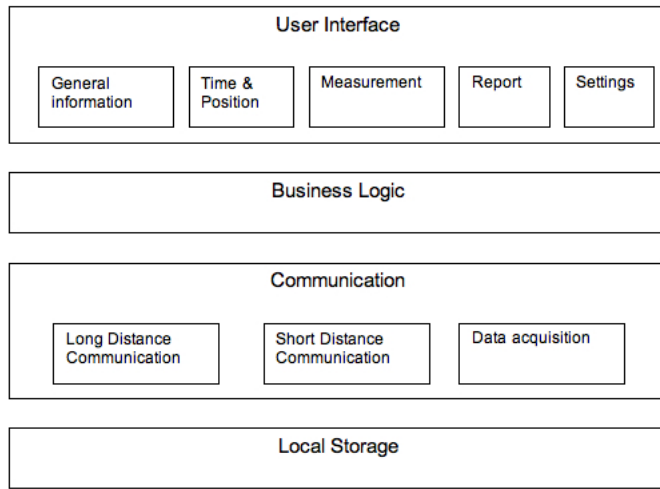 User Interface
General
information
Time &
Position
Measurement
Report
Settings
Business Logic
Communication
Long Distance
Communication
Short Distance
Communication
Data acquisition
Local Storage